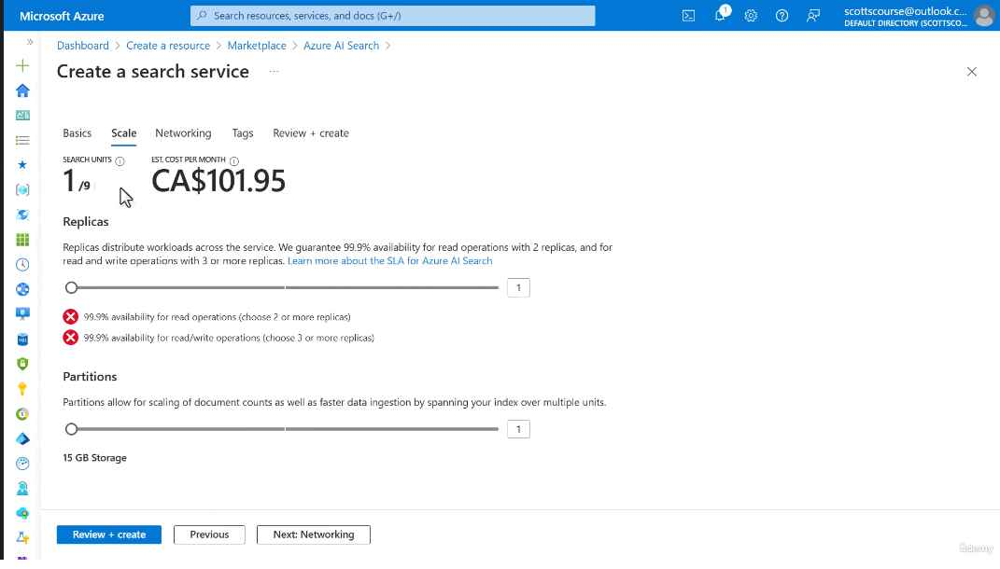 Microsoft Azure
Search resources, services, and docs (G+/)
1
scottscourse@outlook.c...
DEFAULT DIRECTORY (SCOTTSCO...
Dashboard > Create a resource > Marketplace > Azure AI Search >
Create a search service ...
Basics Scale Networking Tags Review + create
SEARCH UNITS EST. COST PER MONTH
1 /9 CA$101.95
Replicas
Replicas distribute workloads across the service. We guarantee 99.9% availability for read operations with 2 replicas, and for
read and write operations with 3 or more replicas. Learn more about the SLA for Azure AI Search
1
99.9% availability for read operations (choose 2 or more replicas)
99.9% availability for read/write operations (choose 3 or more replicas)
Partitions
Partitions allow for scaling of document counts as well as faster data ingestion by spanning your index over multiple units.
1
15 GB Storage
Review + create Previous Next: Networking
Udemy